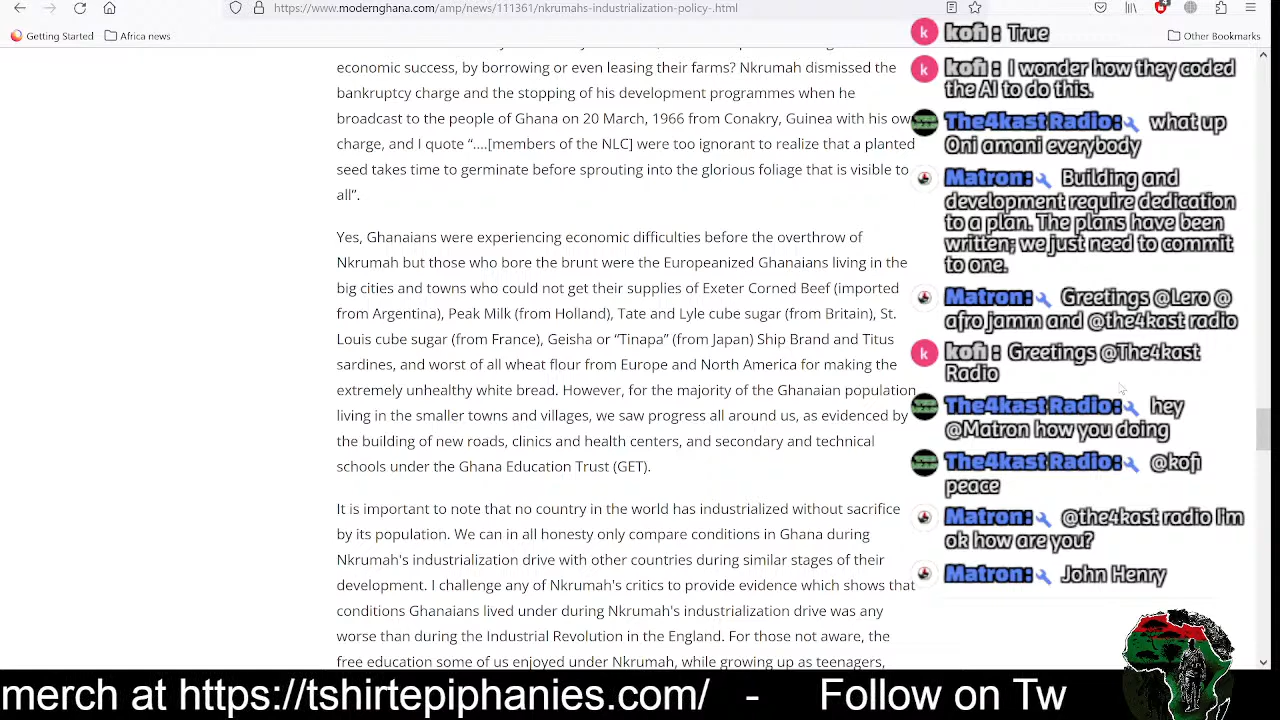 https://www.modernghana.com/amp/news/111361/nkrumahs-industrialization-policy-.html
Getting Started
Africa news
Other Bookmarks
economic success, by borrowing or even leasing their farms? Nkrumah dismissed the
bankruptcy charge and the stopping of his development programmes when he
broadcast to the people of Ghana on 20 March, 1966 from Conakry, Guinea with his ow
charge, and I quote “....[members of the NLC] were too ignorant to realize that a planted
seed takes time to germinate before sprouting into the glorious foliage that is visible to
all”.
Yes, Ghanaians were experiencing economic difficulties before the overthrow of
Nkrumah but those who bore the brunt were the Europeanized Ghanaians living in the
big cities and towns who could not get their supplies of Exeter Corned Beef (imported
from Argentina), Peak Milk (from Holland), Tate and Lyle cube sugar (from Britain), St.
Louis cube sugar (from France), Geisha or “Tinapa” (from Japan) Ship Brand and Titus
sardines, and worst of all wheat flour from Europe and North America for making the
extremely unhealthy white bread. However, for the majority of the Ghanaian population
living in the smaller towns and villages, we saw progress all around us, as evidenced by
the building of new roads, clinics and health centers, and secondary and technical
schools under the Ghana Education Trust (GET).
It is important to note that no country in the world has industrialized without sacrifice
by its population. We can in all honesty only compare conditions in Ghana during
Nkrumah's industrialization drive with other countries during similar stages of their
development. I challenge any of Nkrumah's critics to provide evidence which shows that
conditions Ghanaians lived under during Nkrumah's industrialization drive was any
worse than during the Industrial Revolution in the England. For those not aware, the
free education some of us enjoyed under Nkrumah, while growing up as teenagers,
k kofi : True
k kofi : I wonder how they coded
the AI to do this.
The4kast Radio: what up
Oni amani everybody
Matron: Building and
development require dedication
to a plan. The plans have been
written; we just need to commit
to one.
Matron: Greetings @Lero @
afro jamm and @the4kast radio
k kofi : Greetings @The4kast
Radio
The4kast Radio: hey
@Matron how you doing
The4kast Radio: @kofi
peace
Matron: @the4kast radio I'm
ok how are you?
Matron: John Henry
merch at https://tshirtepiphanies.com/ - Follow on Tw